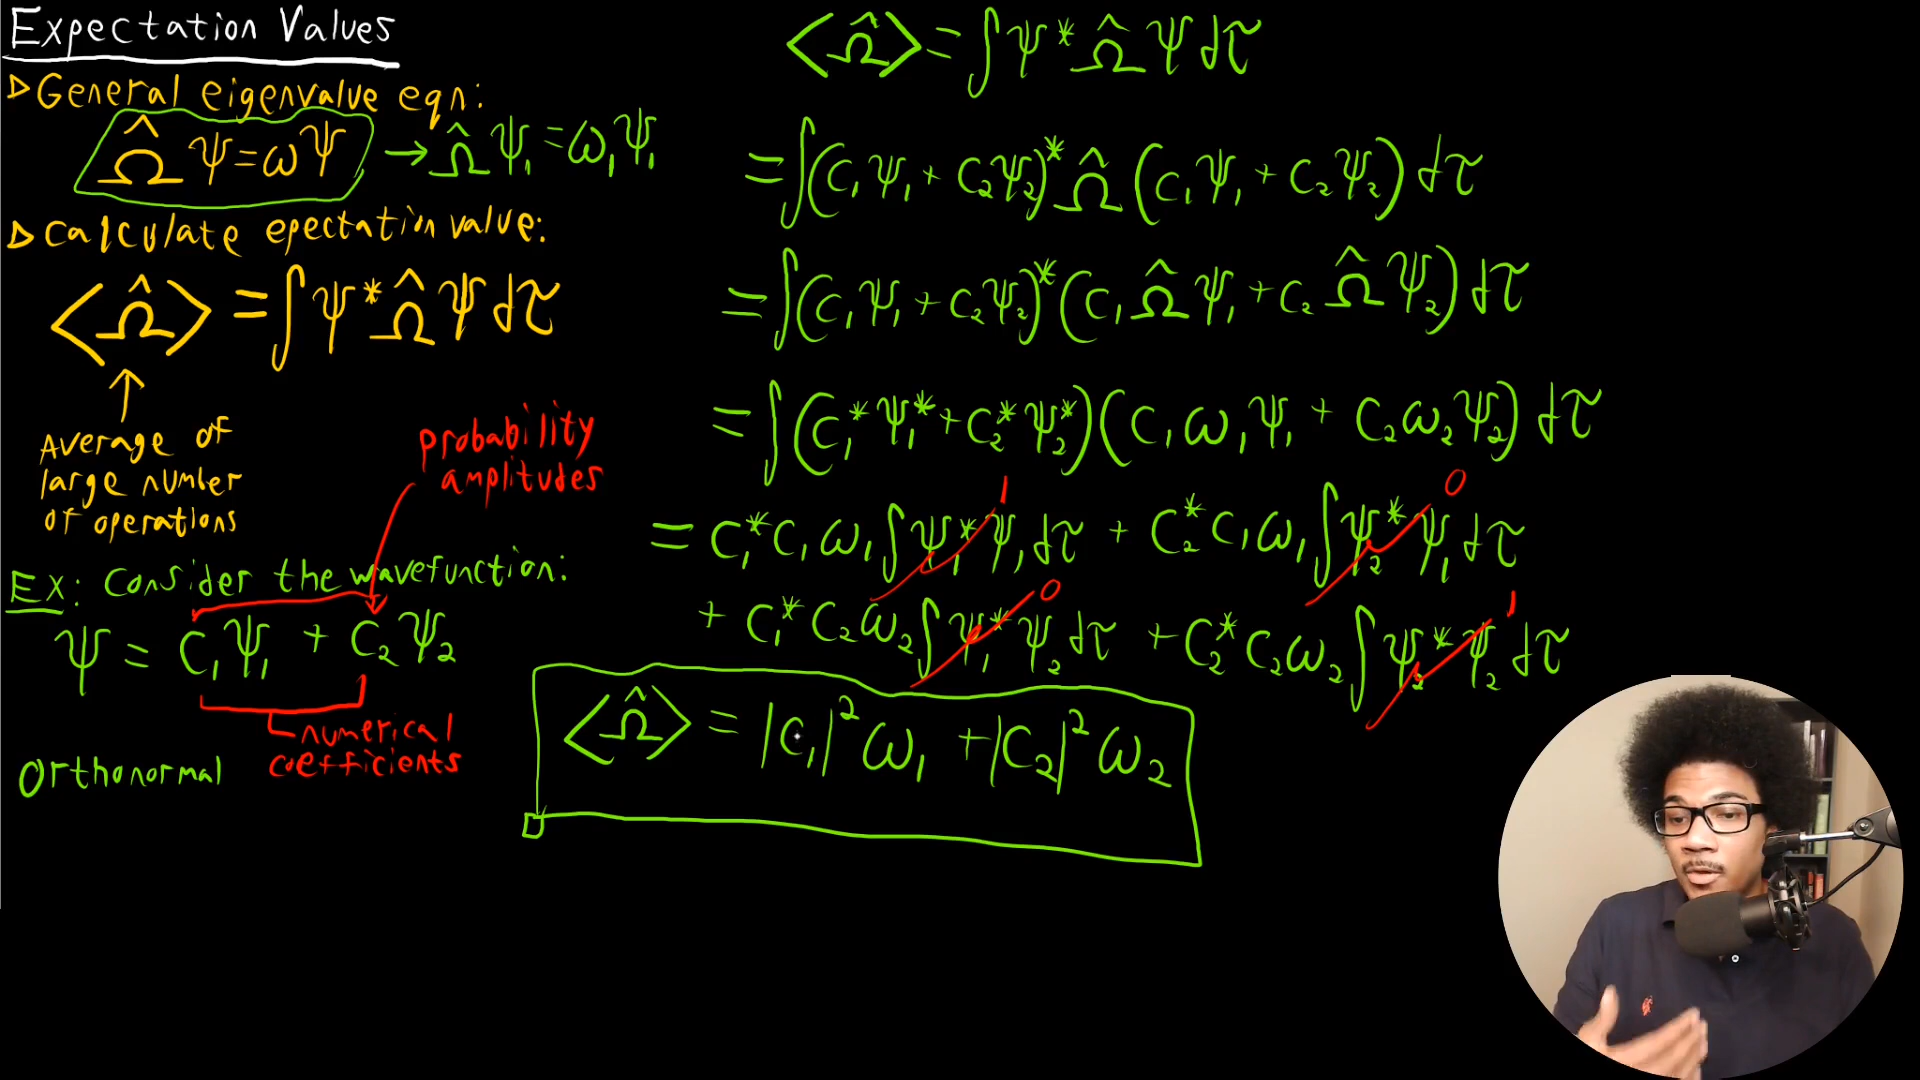 Expectation Values
▷General eigenvalue eqn:
Ω̂ψ=ωψ → Ω̂ψ₁=ω₁ψ₁
▷Calculate epectation value:
<Ω̂> = ∫ψ*Ω̂ψdτ
↑
Average of
large number
of operations
probability
amplitudes
Ex: Consider the wavefunction:
ψ = c₁ψ₁ + c₂ψ₂
numerical
coefficients
Orthonormal
<Ω̂> = ∫ψ*Ω̂ψdτ
= ∫(c₁ψ₁ + c₂ψ₂)*Ω̂(c₁ψ₁ + c₂ψ₂)dτ
= ∫(c₁ψ₁ + c₂ψ₂)*(c₁Ω̂ψ₁ + c₂Ω̂ψ₂)dτ
= ∫(c₁*ψ₁* + c₂*ψ₂*)(c₁ω₁ψ₁ + c₂ω₂ψ₂)dτ
1 0
= c₁*c₁ω₁∫ψ₁*ψ₁dτ + c₂*c₁ω₁∫ψ₂*ψ₁dτ
0 1
+ c₁*c₂ω₂∫ψ₁*ψ₂dτ + c₂*c₂ω₂∫ψ₂*ψ₂dτ
<Ω̂> = |c₁|²ω₁ + |c₂|²ω₂